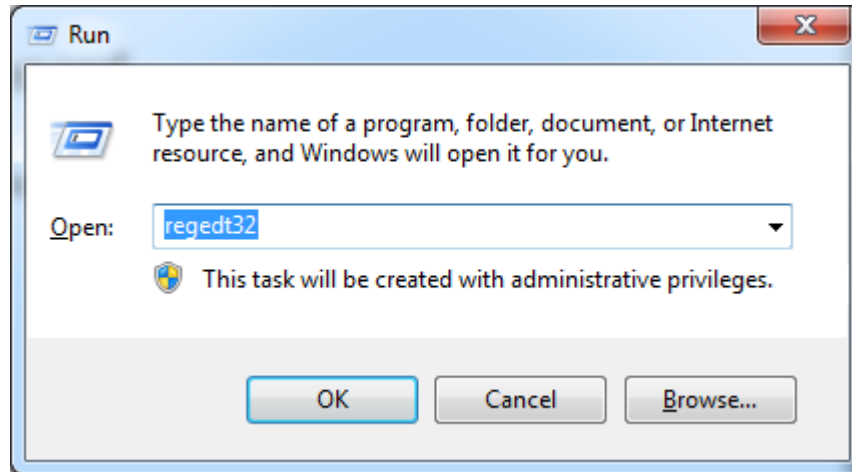 Run
Type the name of a program, folder, document, or Internet
resource, and Windows will open it for you.
Open: regedt32
This task will be created with administrative privileges.
OK Cancel Browse...